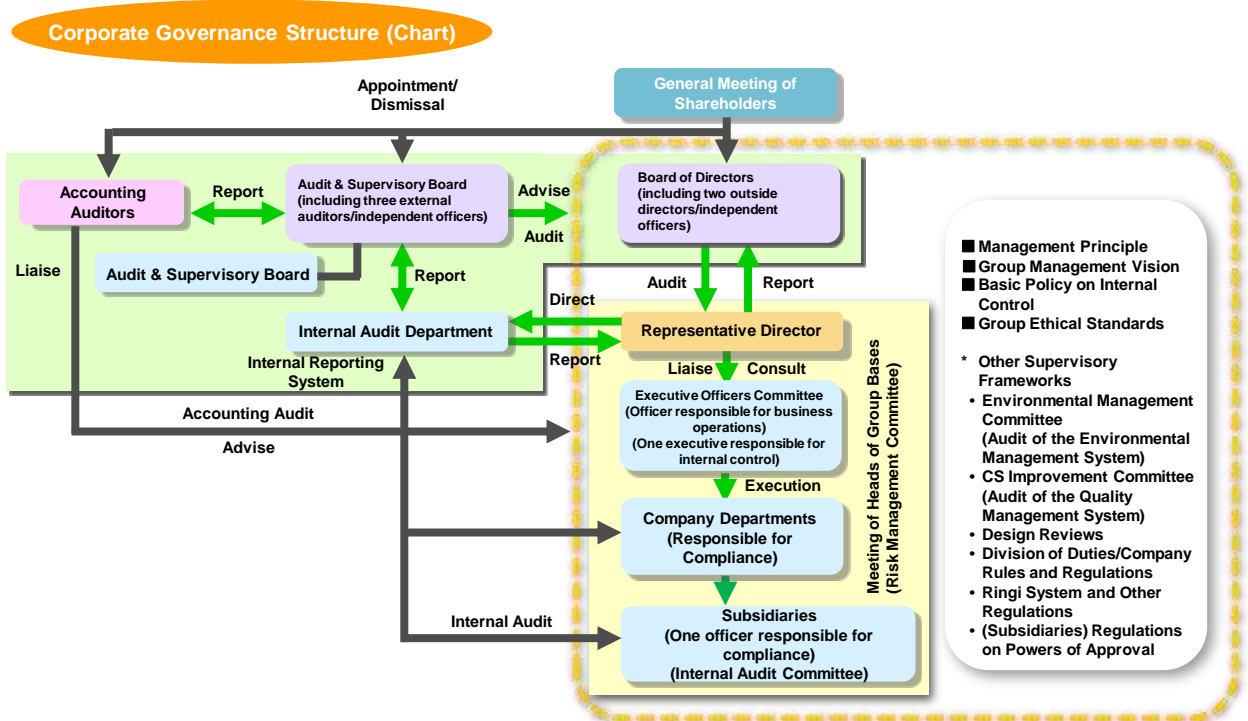 Corporate Governance Structure (Chart)
Appointment/
Dismissal
General Meeting of
Shareholders
Accounting
Auditors
Report
Audit & Supervisory Board
(including three external
auditors/independent officers)
Advise
Audit
Board of Directors
(including two outside
directors/independent
officers)
Liaise
Audit & Supervisory Board
Report
Audit
Report
Direct
Internal Audit Department
Representative Director
Report
Internal Reporting
System
Liaise
Consult
Accounting Audit
Advise
Executive Officers Committee
(Officer responsible for business
operations)
(One executive responsible for
internal control)
Execution
Company Departments
(Responsible for
Compliance)
Internal Audit
Subsidiaries
(One officer responsible for
compliance)
(Internal Audit Committee)
Meeting of Heads of Group Bases
(Risk Management Committee)
■ Management Principle
■ Group Management Vision
■ Basic Policy on Internal
Control
■ Group Ethical Standards
* Other Supervisory
Frameworks
• Environmental Management
Committee
(Audit of the Environmental
Management System)
• CS Improvement Committee
(Audit of the Quality
Management System)
• Design Reviews
• Division of Duties/Company
Rules and Regulations
• Ringi System and Other
Regulations
• (Subsidiaries) Regulations
on Powers of Approval